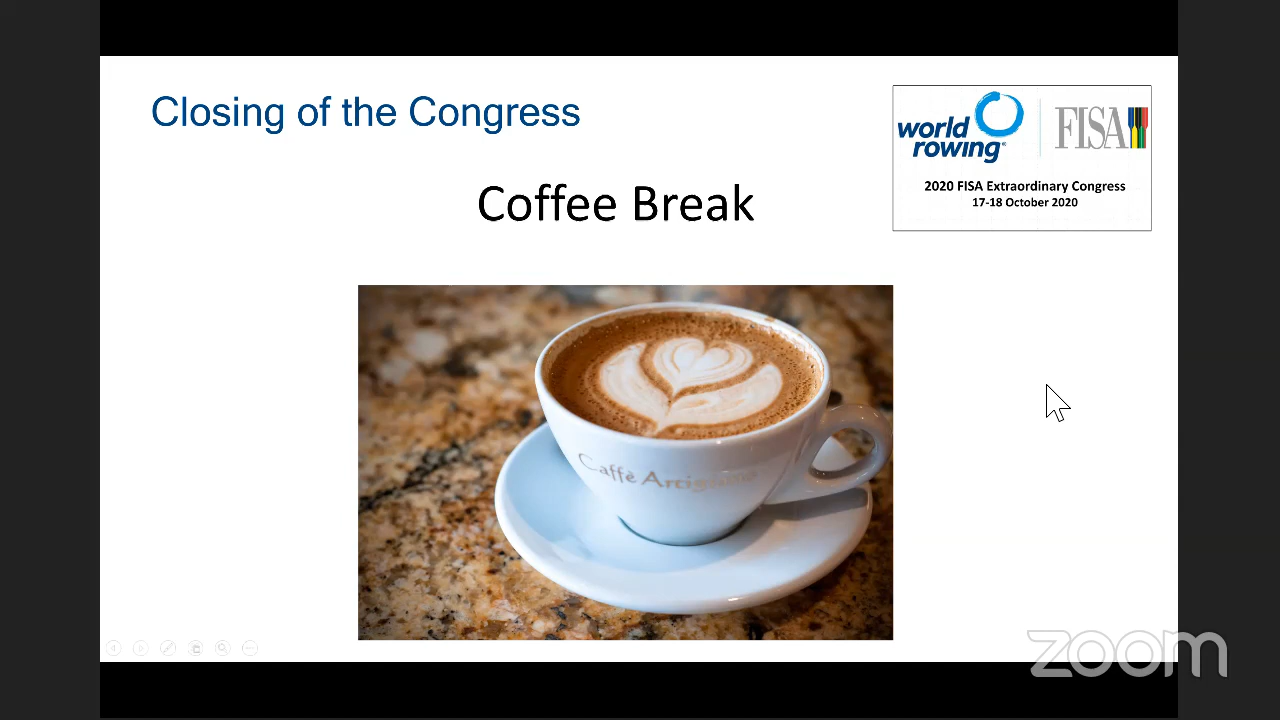 Closing of the Congress
world
rowing
FISA
2020 FISA Extraordinary Congress
17-18 October 2020
Coffee Break
Caffè Artigiano
zoom